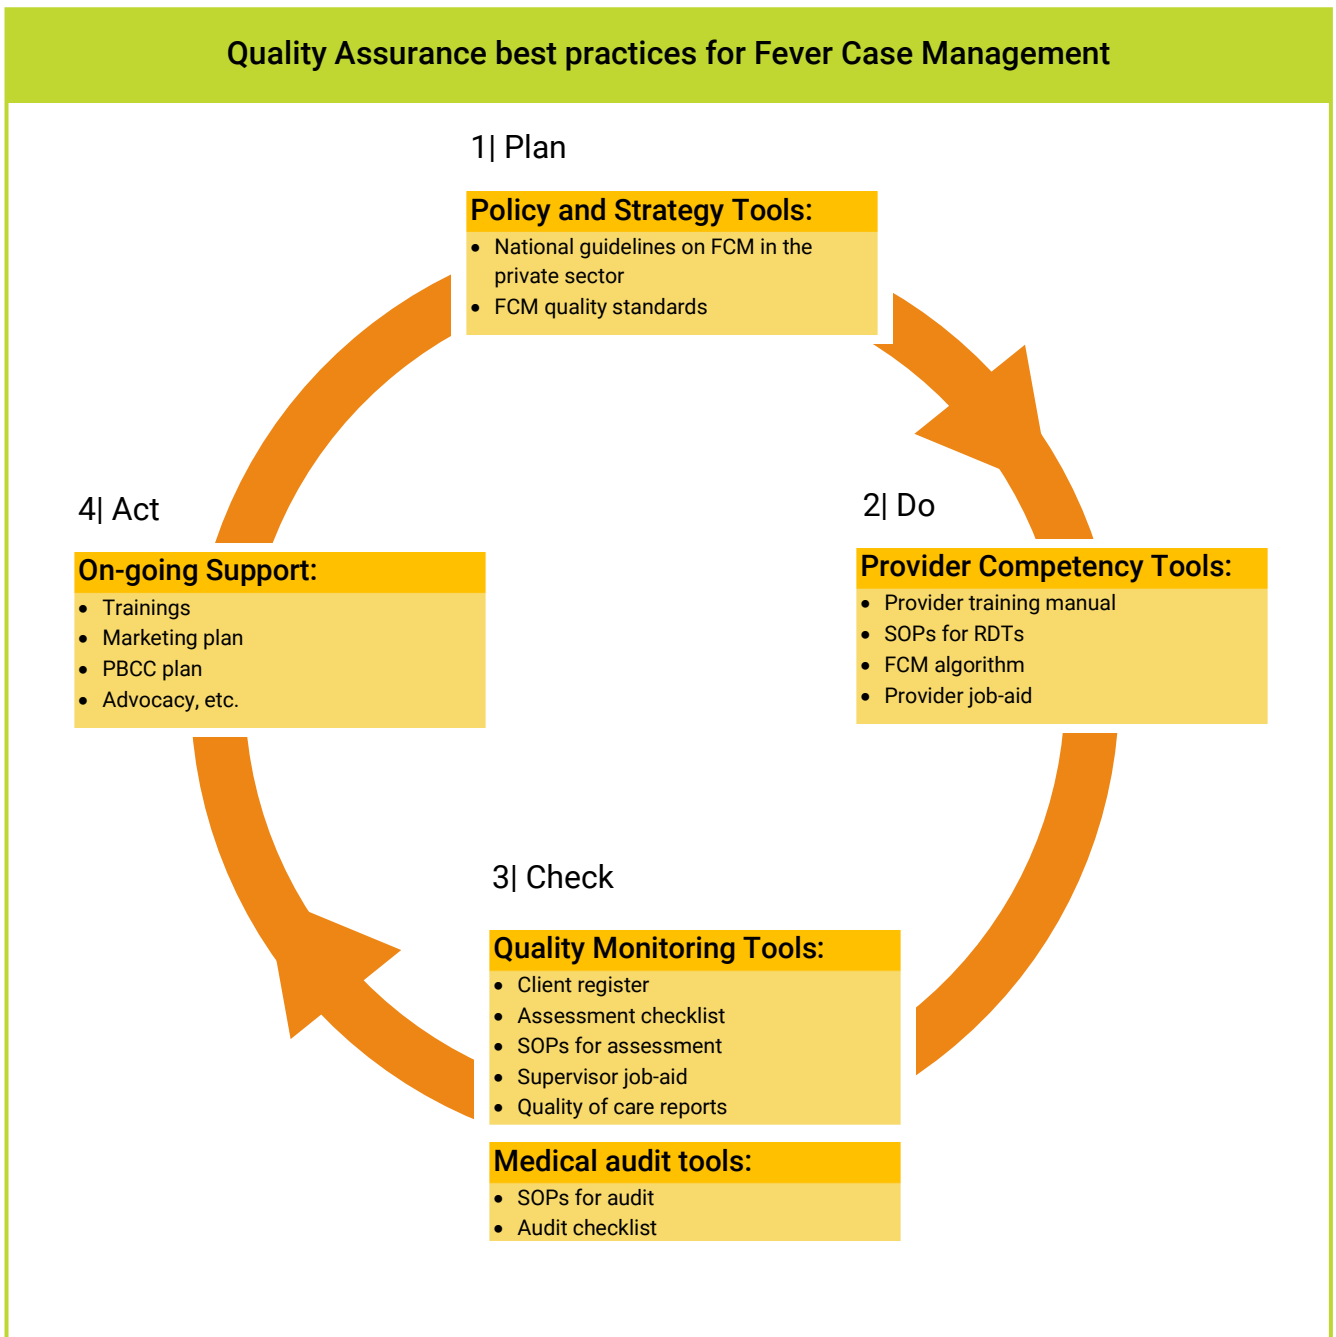 Quality Assurance best practices for Fever Case Management
1| Plan
Policy and Strategy Tools:
• National guidelines on FCM in the
private sector
• FCM quality standards
2| Do
Provider Competency Tools:
• Provider training manual
• SOPs for RDTs
• FCM algorithm
• Provider job-aid
3| Check
Quality Monitoring Tools:
• Client register
• Assessment checklist
• SOPs for assessment
• Supervisor job-aid
• Quality of care reports
Medical audit tools:
• SOPs for audit
• Audit checklist
4| Act
On-going Support:
• Trainings
• Marketing plan
• PBCC plan
• Advocacy, etc.